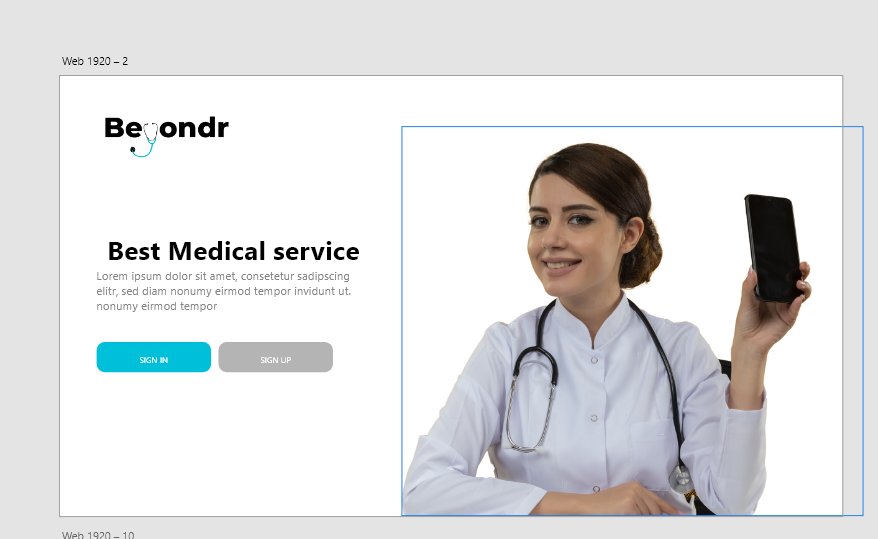 Web 1920 – 2
Beyondr
Best Medical service
Lorem ipsum dolor sit amet, consetetur sadipscing
elitr, sed diam nonumy eirmod tempor invidunt ut.
nonumy eirmod tempor
SIGN IN
SIGN UP
Web 1920 – 10